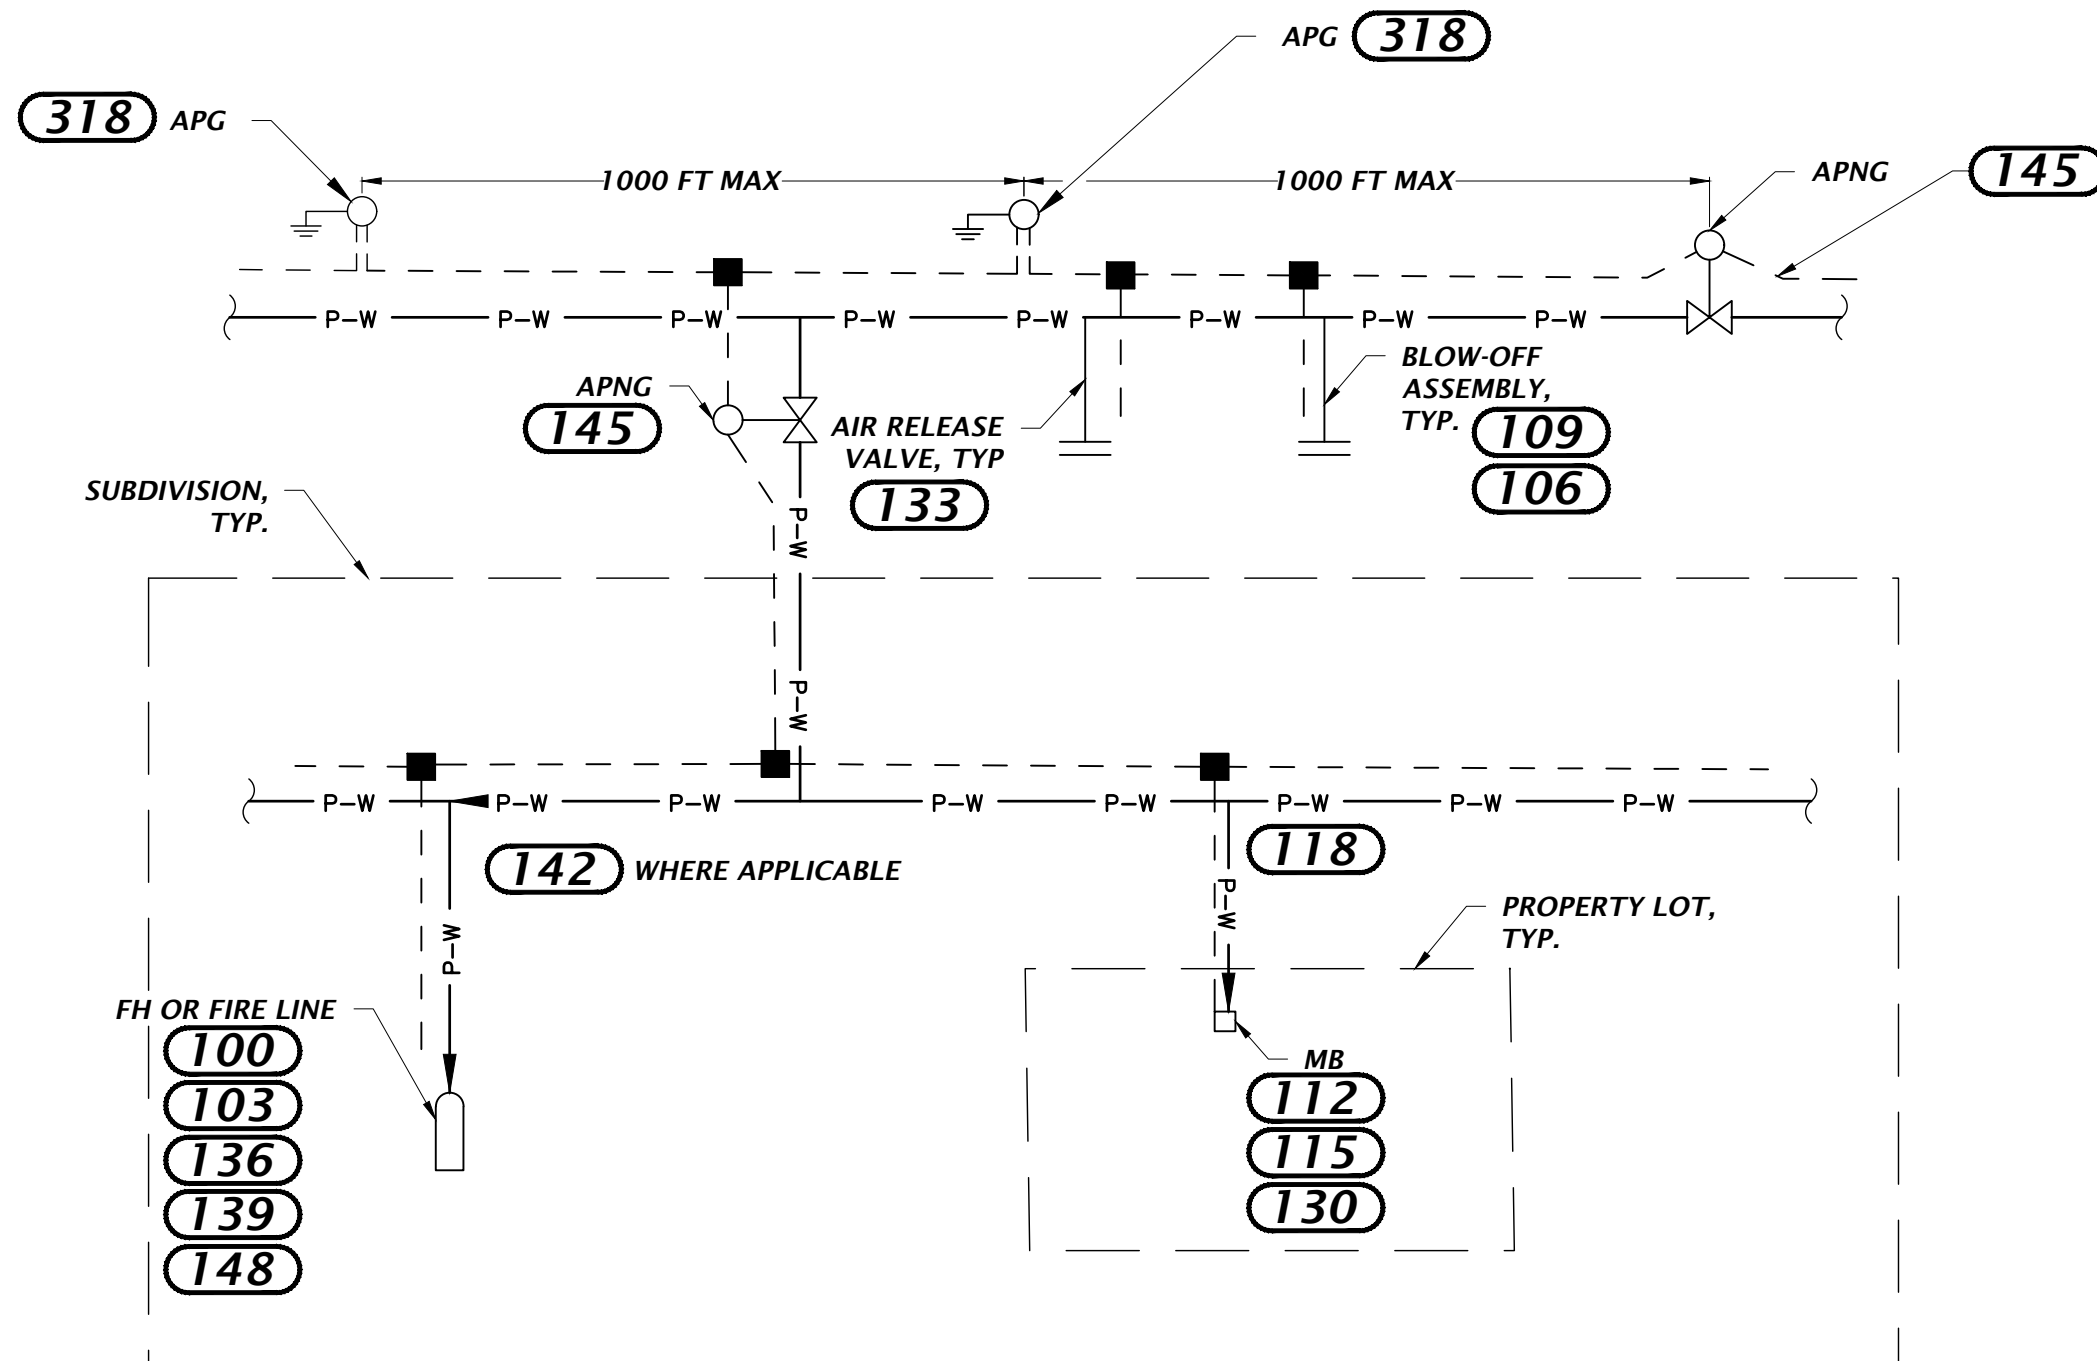 APG 318
318 APG
1000 FT MAX
1000 FT MAX
APNG
145
P-W P-W P-W P-W P-W P-W P-W P-W
APNG
145
AIR RELEASE
VALVE, TYP
133
BLOW-OFF
ASSEMBLY,
TYP.
109
106
SUBDIVISION,
TYP.
P-W
P-W
P-W P-W P-W P-W P-W P-W P-W P-W
142 WHERE APPLICABLE
118
P-W
P-W
PROPERTY LOT,
TYP.
FH OR FIRE LINE
100
103
136
139
148
MB
112
115
130